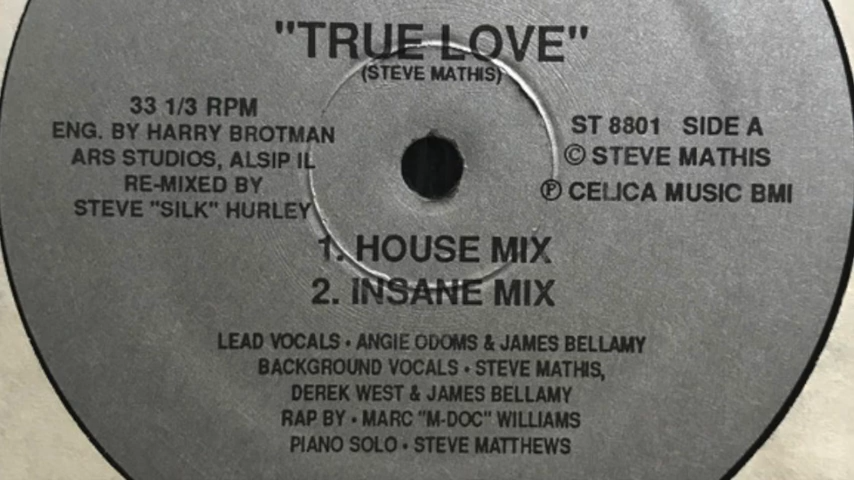 "TRUE LOVE"
(STEVE MATHIS)
33 1/3 RPM
ENG. BY HARRY BROTMAN
ARS STUDIOS, ALSIP IL
RE-MIXED BY
STEVE "SILK" HURLEY
ST 8801 SIDE A
© STEVE MATHIS
℗ CELICA MUSIC BMI
1. HOUSE MIX
2. INSANE MIX
LEAD VOCALS • ANGIE ODOMS & JAMES BELLAMY
BACKGROUND VOCALS • STEVE MATHIS,
DEREK WEST & JAMES BELLAMY
RAP BY • MARC "M-DOC" WILLIAMS
PIANO SOLO • STEVE MATTHEWS